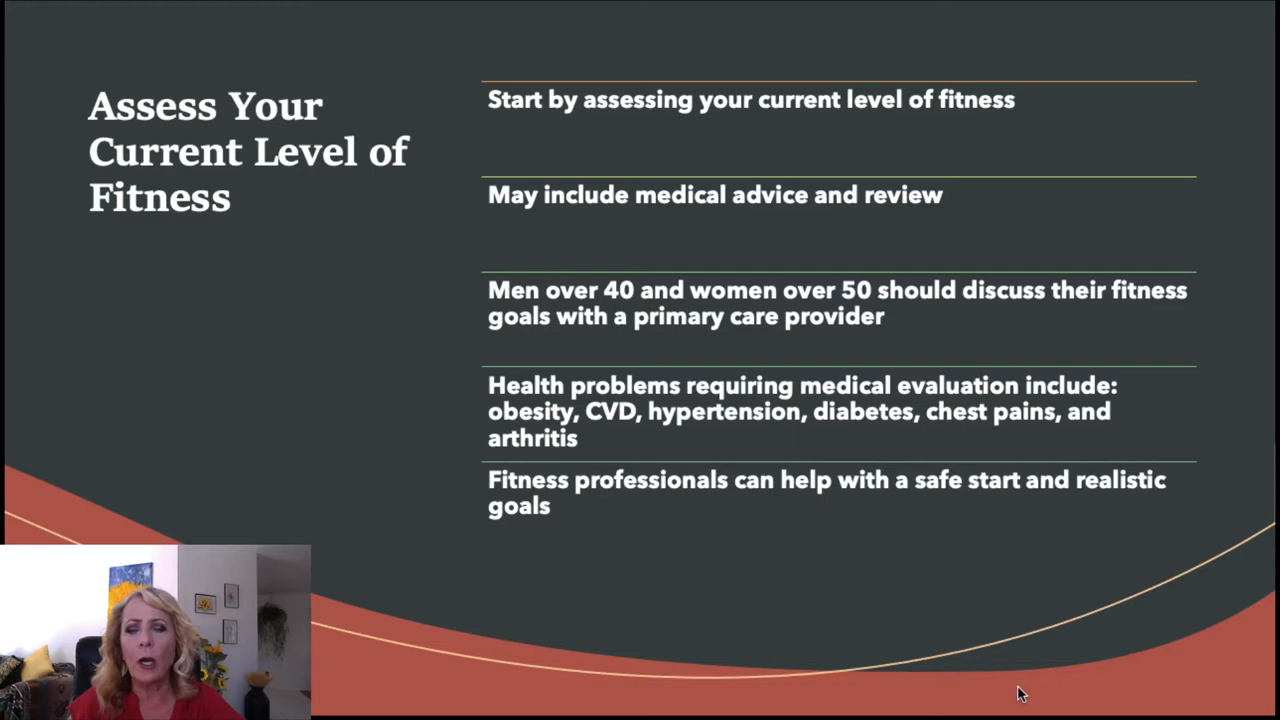 Assess Your
Current Level of
Fitness
Start by assessing your current level of fitness
May include medical advice and review
Men over 40 and women over 50 should discuss their fitness
goals with a primary care provider
Health problems requiring medical evaluation include:
obesity, CVD, hypertension, diabetes, chest pains, and
arthritis
Fitness professionals can help with a safe start and realistic
goals